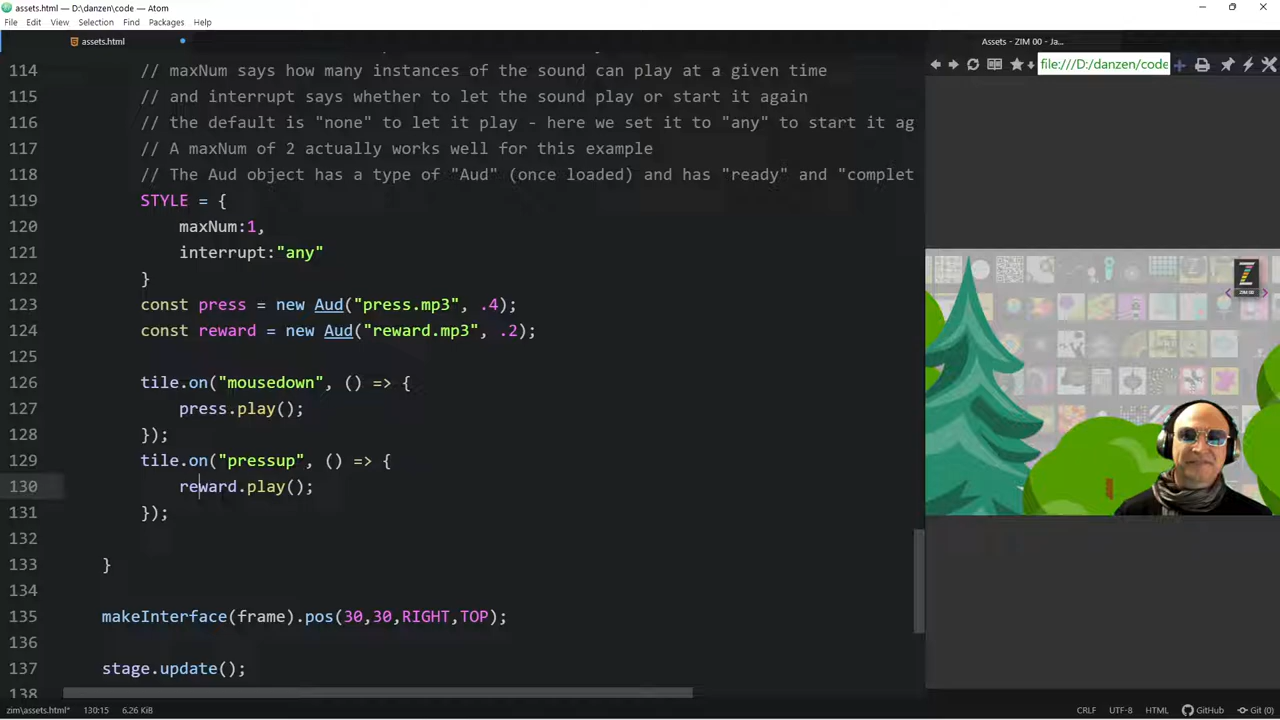 assets.html — D:\danzen\code — Atom
File Edit View Selection Find Packages Help
assets.html
Assets - ZIM 00 - Ja...
file:///D:/danzen/code
114 // maxNum says how many instances of the sound can play at a given time
115 // and interrupt says whether to let the sound play or start it again
116 // the default is "none" to let it play - here we set it to "any" to start it ag
117 // A maxNum of 2 actually works well for this example
118 // The Aud object has a type of "Aud" (once loaded) and has "ready" and "complet
119 STYLE = {
120 maxNum:1,
121 interrupt:"any"
122 }
123 const press = new Aud("press.mp3", .4);
124 const reward = new Aud("reward.mp3", .2);
125
126 tile.on("mousedown", () => {
127 press.play();
128 });
129 tile.on("pressup", () => {
130 reward.play();
131 });
132
133 }
134
135 makeInterface(frame).pos(30,30,RIGHT,TOP);
136
137 stage.update();
138
Z
ZIM 00
zim\assets.html* 130:15 6.26 KiB
CRLF UTF-8 HTML GitHub Git (0)